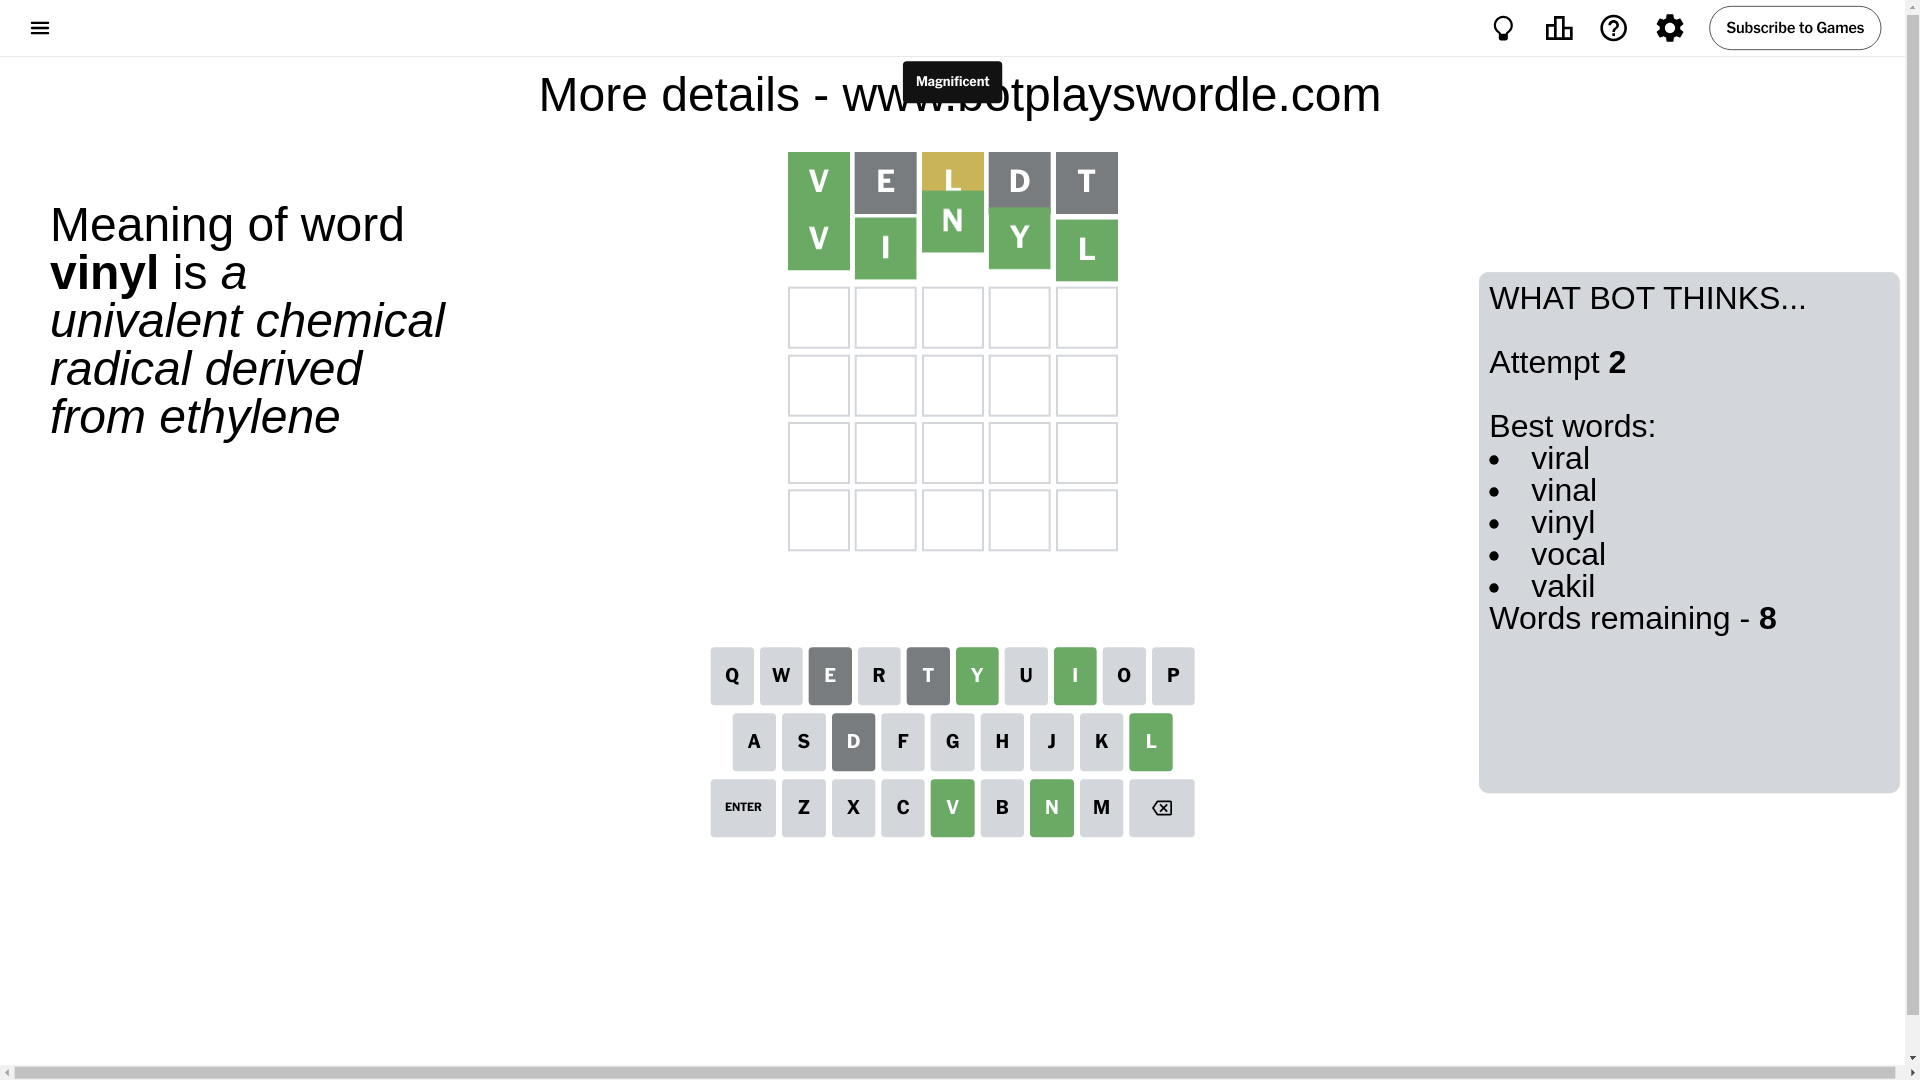 Subscribe to Games
Magnificent
More details - www.botplayswordle.com
V E L D T
V I N Y L
Meaning of word
vinyl is a
univalent chemical
radical derived
from ethylene
WHAT BOT THINKS...
Attempt 2
Best words:
• viral
• vinal
• vinyl
• vocal
• vakil
Words remaining - 8
Q W E R T Y U I O P
A S D F G H J K L
ENTER Z X C V B N M